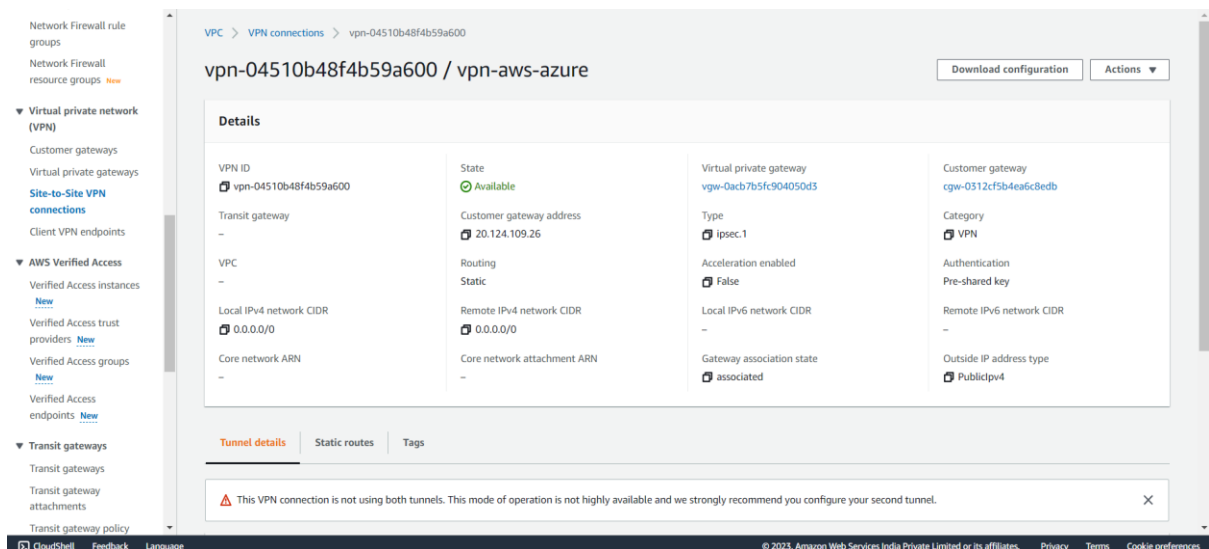 Network Firewall rule
groups
Network Firewall
resource groups New
Virtual private network
(VPN)
Customer gateways
Virtual private gateways
Site-to-Site VPN
connections
Client VPN endpoints
AWS Verified Access
Verified Access instances
New
Verified Access trust
providers New
Verified Access groups
New
Verified Access
endpoints New
Transit gateways
Transit gateways
Transit gateway
attachments
Transit gateway policy
VPC > VPN connections > vpn-04510b48f4b59a600
vpn-04510b48f4b59a600 / vpn-aws-azure
Download configuration
Actions
Details
VPN ID
vpn-04510b48f4b59a600
State
Available
Virtual private gateway
vgw-0acb7b5fc904050d3
Customer gateway
cgw-0312cf5b4ea6c8edb
Transit gateway
–
Customer gateway address
20.124.109.26
Type
ipsec.1
Category
VPN
VPC
–
Routing
Static
Acceleration enabled
False
Authentication
Pre-shared key
Local IPv4 network CIDR
0.0.0.0/0
Remote IPv4 network CIDR
0.0.0.0/0
Local IPv6 network CIDR
–
Remote IPv6 network CIDR
–
Core network ARN
–
Core network attachment ARN
–
Gateway association state
associated
Outside IP address type
PublicIpv4
Tunnel details
Static routes
Tags
This VPN connection is not using both tunnels. This mode of operation is not highly available and we strongly recommend you configure your second tunnel.
CloudShell Feedback Language
© 2023, Amazon Web Services India Private Limited or its affiliates. Privacy Terms Cookie preferences